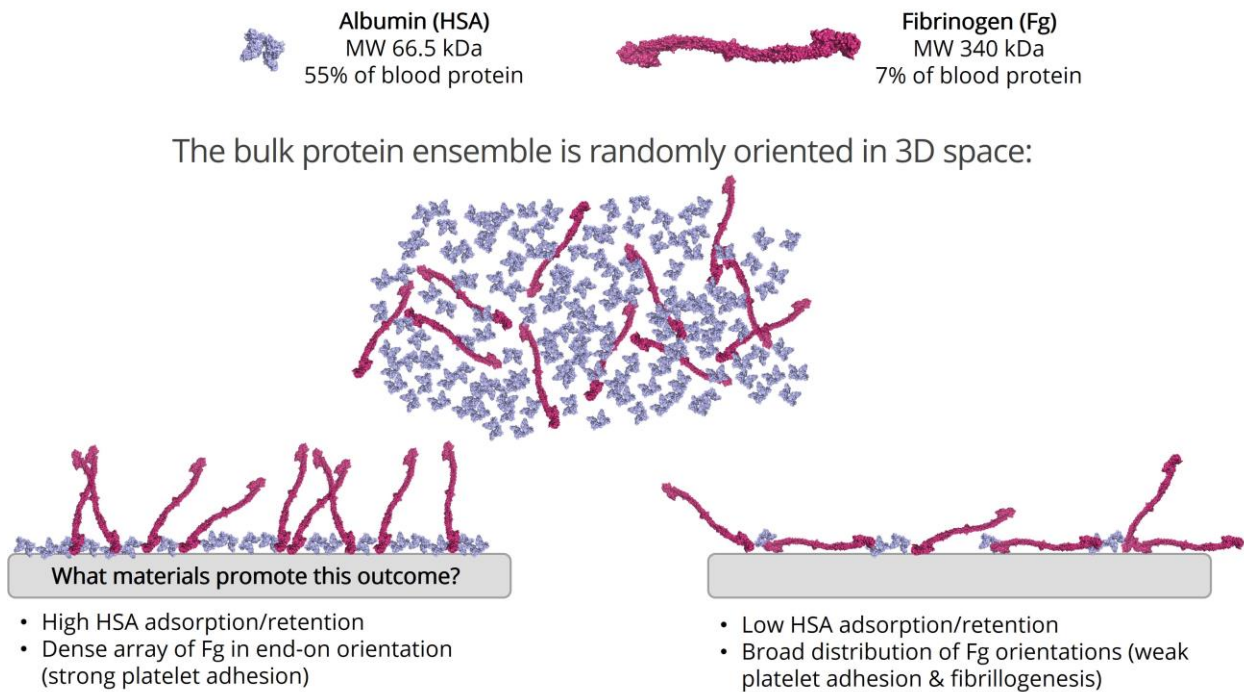 Albumin (HSA)
MW 66.5 kDa
55% of blood protein
Fibrinogen (Fg)
MW 340 kDa
7% of blood protein
The bulk protein ensemble is randomly oriented in 3D space:
What materials promote this outcome?
• High HSA adsorption/retention
• Dense array of Fg in end-on orientation
(strong platelet adhesion)
• Low HSA adsorption/retention
• Broad distribution of Fg orientations (weak
platelet adhesion & fibrillogenesis)